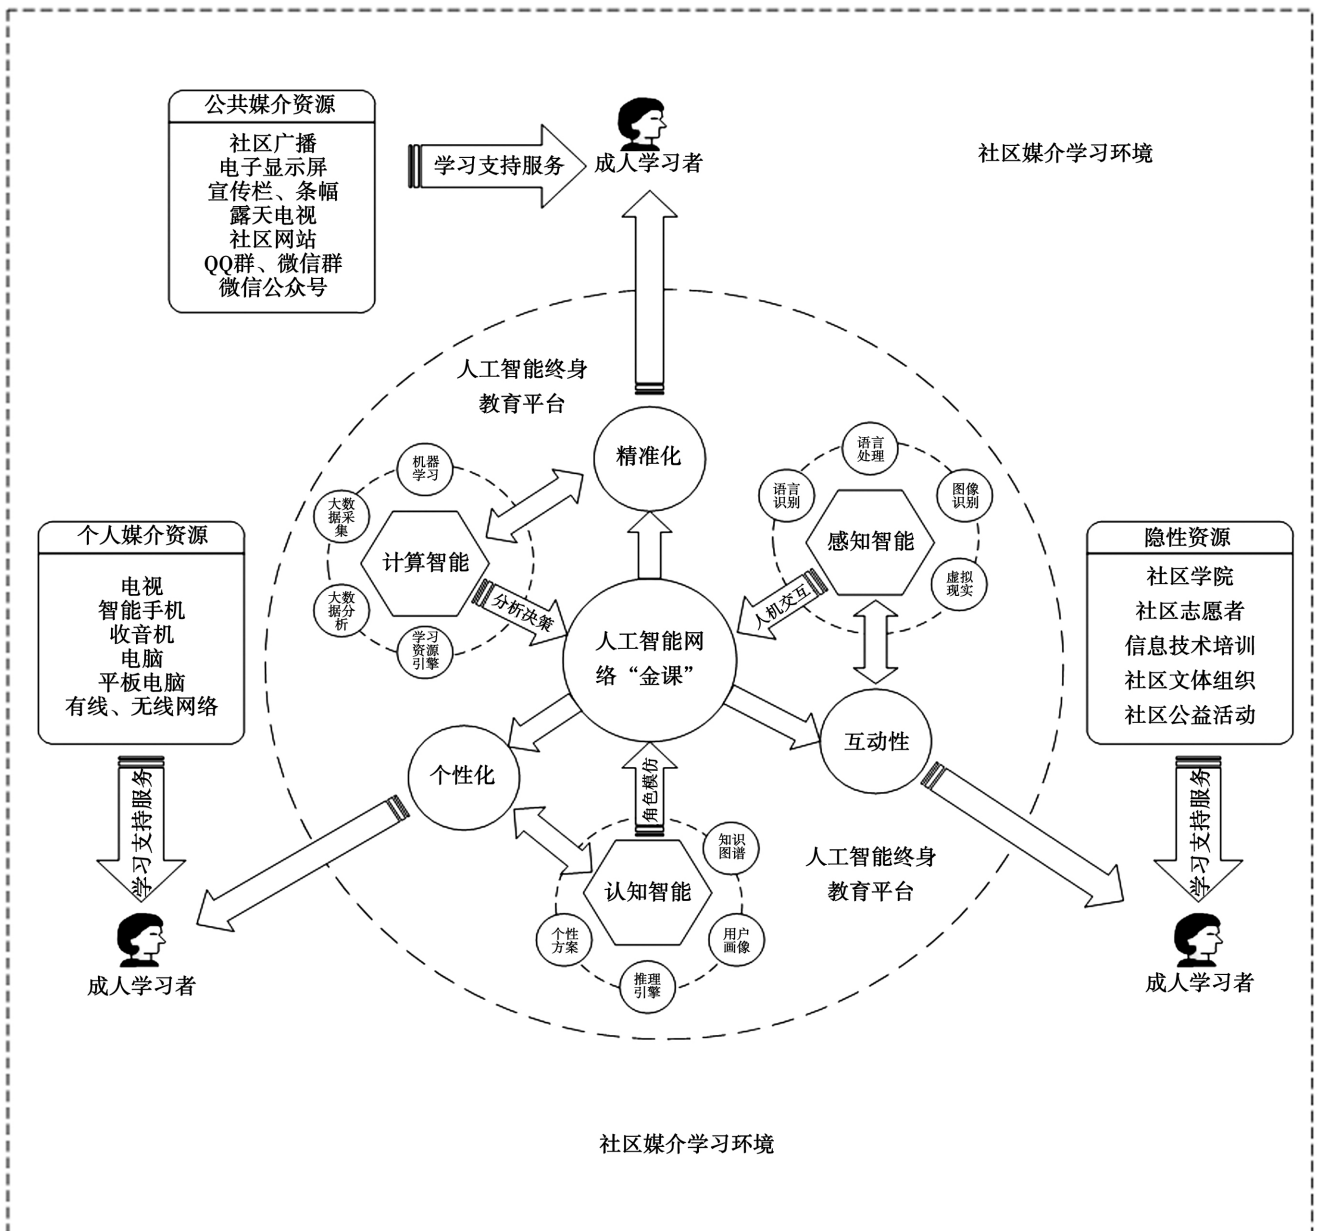 公共媒介资源
社区广播
电子显示屏
宣传栏、条幅
露天电视
社区网站
QQ群、微信群
微信公众号
学习支持服务
成人学习者
社区媒介学习环境
人工智能终身
教育平台
精准化
机器
学习
大数
据采
集
计算智能
大数
据分
析
学习
资源
引擎
分析决策
语言
处理
语言
识别
图像
识别
感知智能
虚拟
现实
人机交互
人工智能网
络“金课”
个人媒介资源
电视
智能手机
收音机
电脑
平板电脑
有线、无线网络
隐性资源
社区学院
社区志愿者
信息技术培训
社区文体组织
社区公益活动
个性化
互动性
角色模仿
学习支持服务
学习支持服务
知识
图谱
认知智能
个性
方案
用户
画像
推理
引擎
人工智能终身
教育平台
成人学习者
成人学习者
社区媒介学习环境